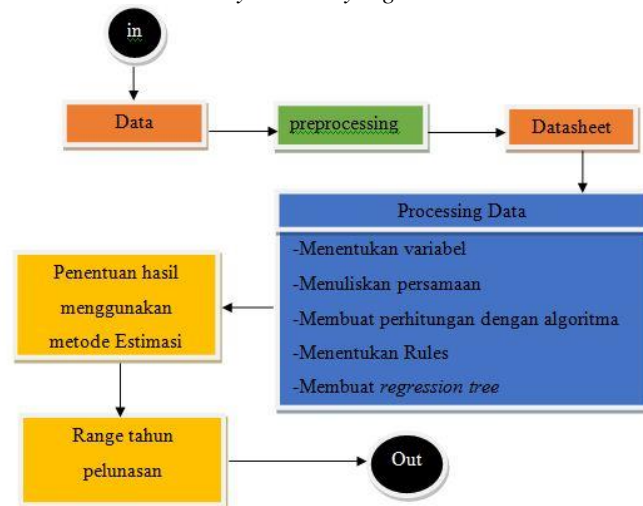 in
Data
preprocessing
Datasheet
Processing Data
-Menentukan variabel
-Menuliskan persamaan
-Membuat perhitungan dengan algoritma
-Menentukan Rules
-Membuat regression tree
Penentuan hasil
menggunakan
metode Estimasi
Range tahun
pelunasan
Out